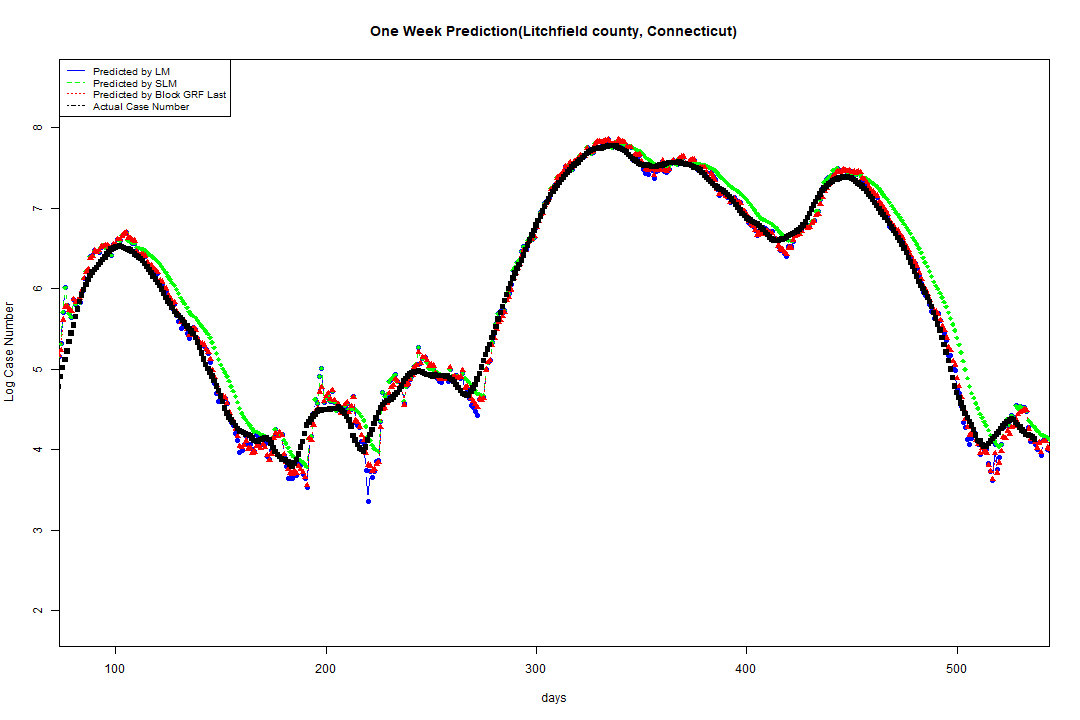 One Week Prediction(Litchfield county, Connecticut)
Predicted by LM
Predicted by SLM
Predicted by Block GRF Last
Actual Case Number
8
7
6
5
4
3
2
Log Case Number
100 200 300 400 500
days